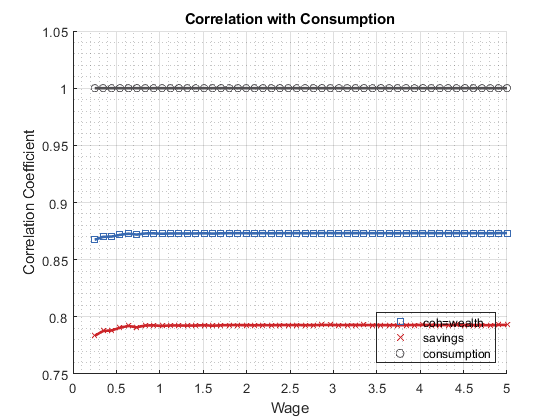 Correlation with Consumption
1.05
1
0.95
0.9
0.85
0.8
0.75
Correlation Coefficient
coh=wealth
savings
consumption
0 0.5 1 1.5 2 2.5 3 3.5 4 4.5 5
Wage